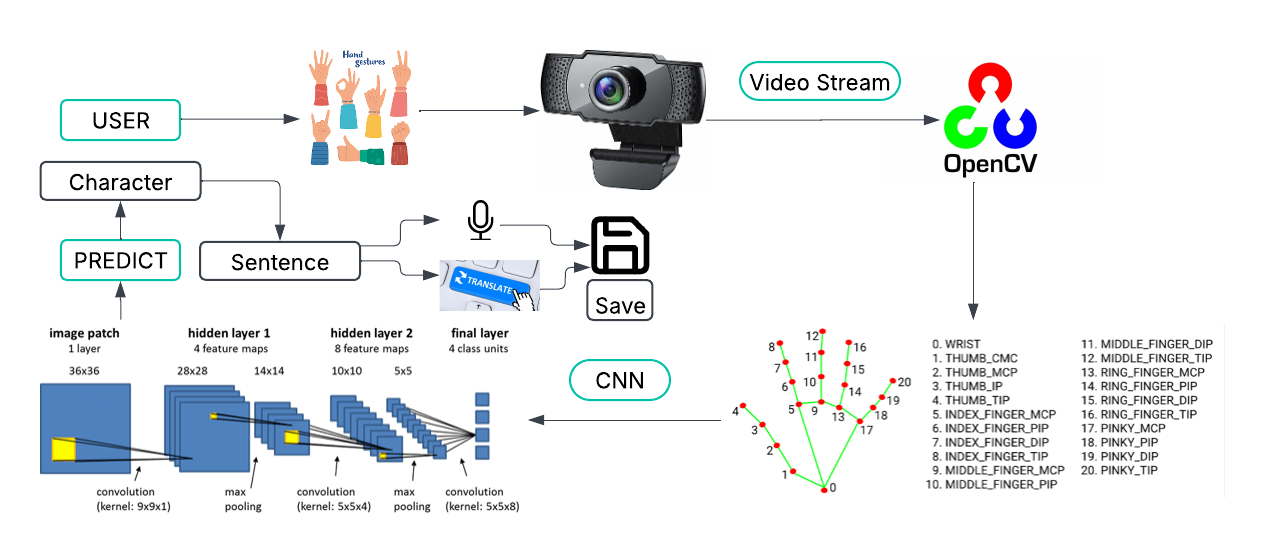 Hand
gestures
Video Stream
USER
OpenCV
Character
PREDICT
Sentence
TRANSLATE
Save
image patch
1 layer
36x36
hidden layer 1
4 feature maps
28x28
14x14
hidden layer 2
8 feature maps
10x10
5x5
final layer
4 class units
convolution
(kernel: 9x9x1)
max
pooling
convolution
(kernel: 5x5x4)
max
pooling
convolution
(kernel: 5x5x8)
CNN
12
8
16
11
7
15
10
6
14
20
19
4
5
9
13
18
3
17
2
1
0
0. WRIST
1. THUMB_CMC
2. THUMB_MCP
3. THUMB_IP
4. THUMB_TIP
5. INDEX_FINGER_MCP
6. INDEX_FINGER_PIP
7. INDEX_FINGER_DIP
8. INDEX_FINGER_TIP
9. MIDDLE_FINGER_MCP
10. MIDDLE_FINGER_PIP
11. MIDDLE_FINGER_DIP
12. MIDDLE_FINGER_TIP
13. RING_FINGER_MCP
14. RING_FINGER_PIP
15. RING_FINGER_DIP
16. RING_FINGER_TIP
17. PINKY_MCP
18. PINKY_PIP
19. PINKY_DIP
20. PINKY_TIP